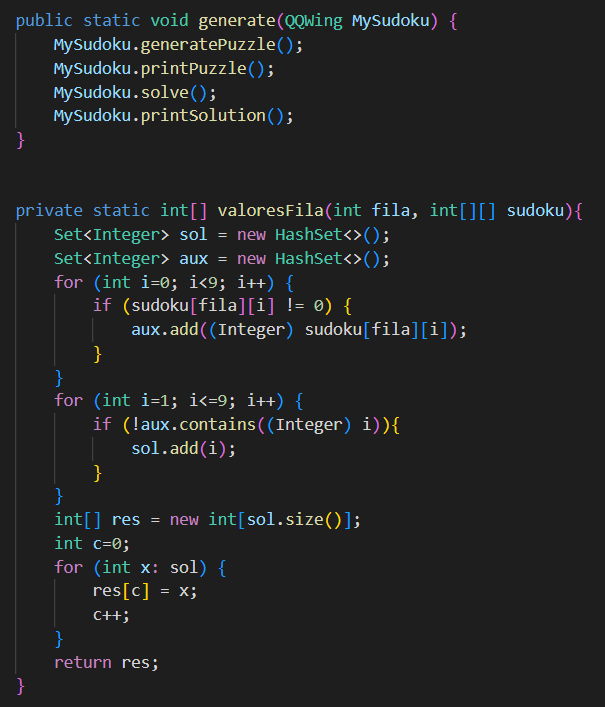 public static void generate(QQWing MySudoku) {
    MySudoku.generatePuzzle();
    MySudoku.printPuzzle();
    MySudoku.solve();
    MySudoku.printSolution();
}
private static int[] valoresFila(int fila, int[][] sudoku){
    Set<Integer> sol = new HashSet<>();
    Set<Integer> aux = new HashSet<>();
    for (int i=0; i<9; i++) {
        if (sudoku[fila][i] != 0) {
            aux.add((Integer) sudoku[fila][i]);
        }
    }
    for (int i=1; i<=9; i++) {
        if (!aux.contains((Integer) i)){
            sol.add(i);
        }
    }
    int[] res = new int[sol.size()];
    int c=0;
    for (int x: sol) {
        res[c] = x;
        c++;
    }
    return res;
}